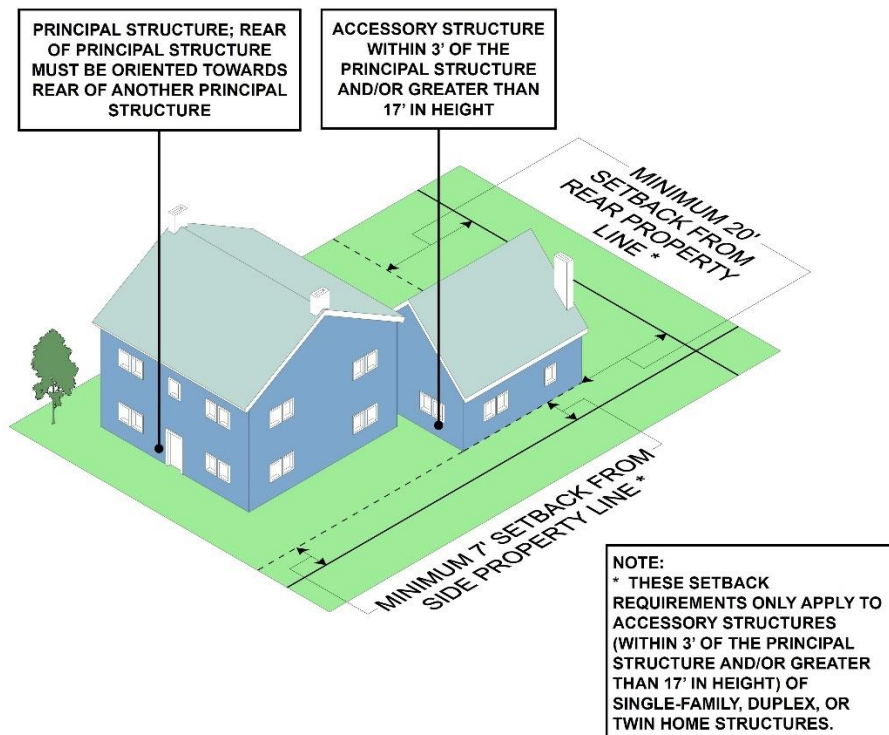 PRINCIPAL STRUCTURE; REAR
OF PRINCIPAL STRUCTURE
MUST BE ORIENTED TOWARDS
REAR OF ANOTHER PRINCIPAL
STRUCTURE
ACCESSORY STRUCTURE
WITHIN 3’ OF THE
PRINCIPAL STRUCTURE
AND/OR GREATER THAN
17’ IN HEIGHT
MINIMUM 20'
SETBACK FROM
REAR PROPERTY
LINE *
MINIMUM 7' SETBACK FROM
SIDE PROPERTY LINE *
NOTE:
* THESE SETBACK
REQUIREMENTS ONLY APPLY TO
ACCESSORY STRUCTURES
(WITHIN 3’ OF THE PRINCIPAL
STRUCTURE AND/OR GREATER
THAN 17’ IN HEIGHT) OF
SINGLE-FAMILY, DUPLEX, OR
TWIN HOME STRUCTURES.